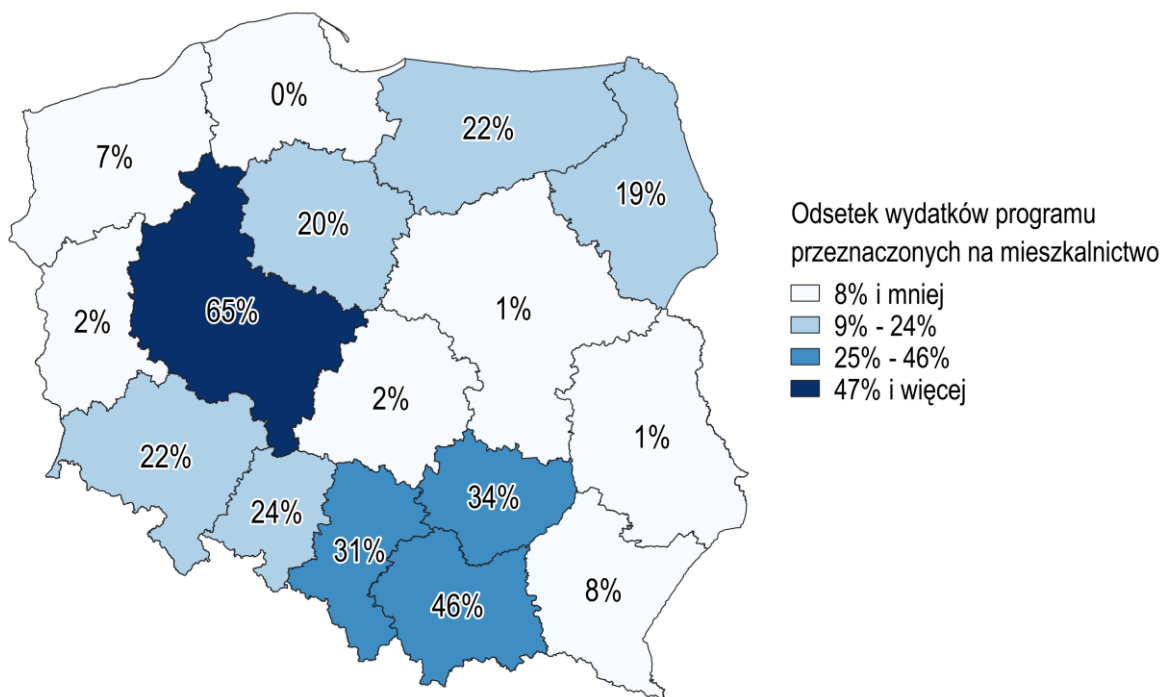 0%
22%
7%
19%
20%
65%
1%
2%
2%
1%
22%
34%
24%
31%
46%
8%
Odsetek wydatków programu
przeznaczonych na mieszkalnictwo
8% i mniej
9% - 24%
25% - 46%
47% i więcej